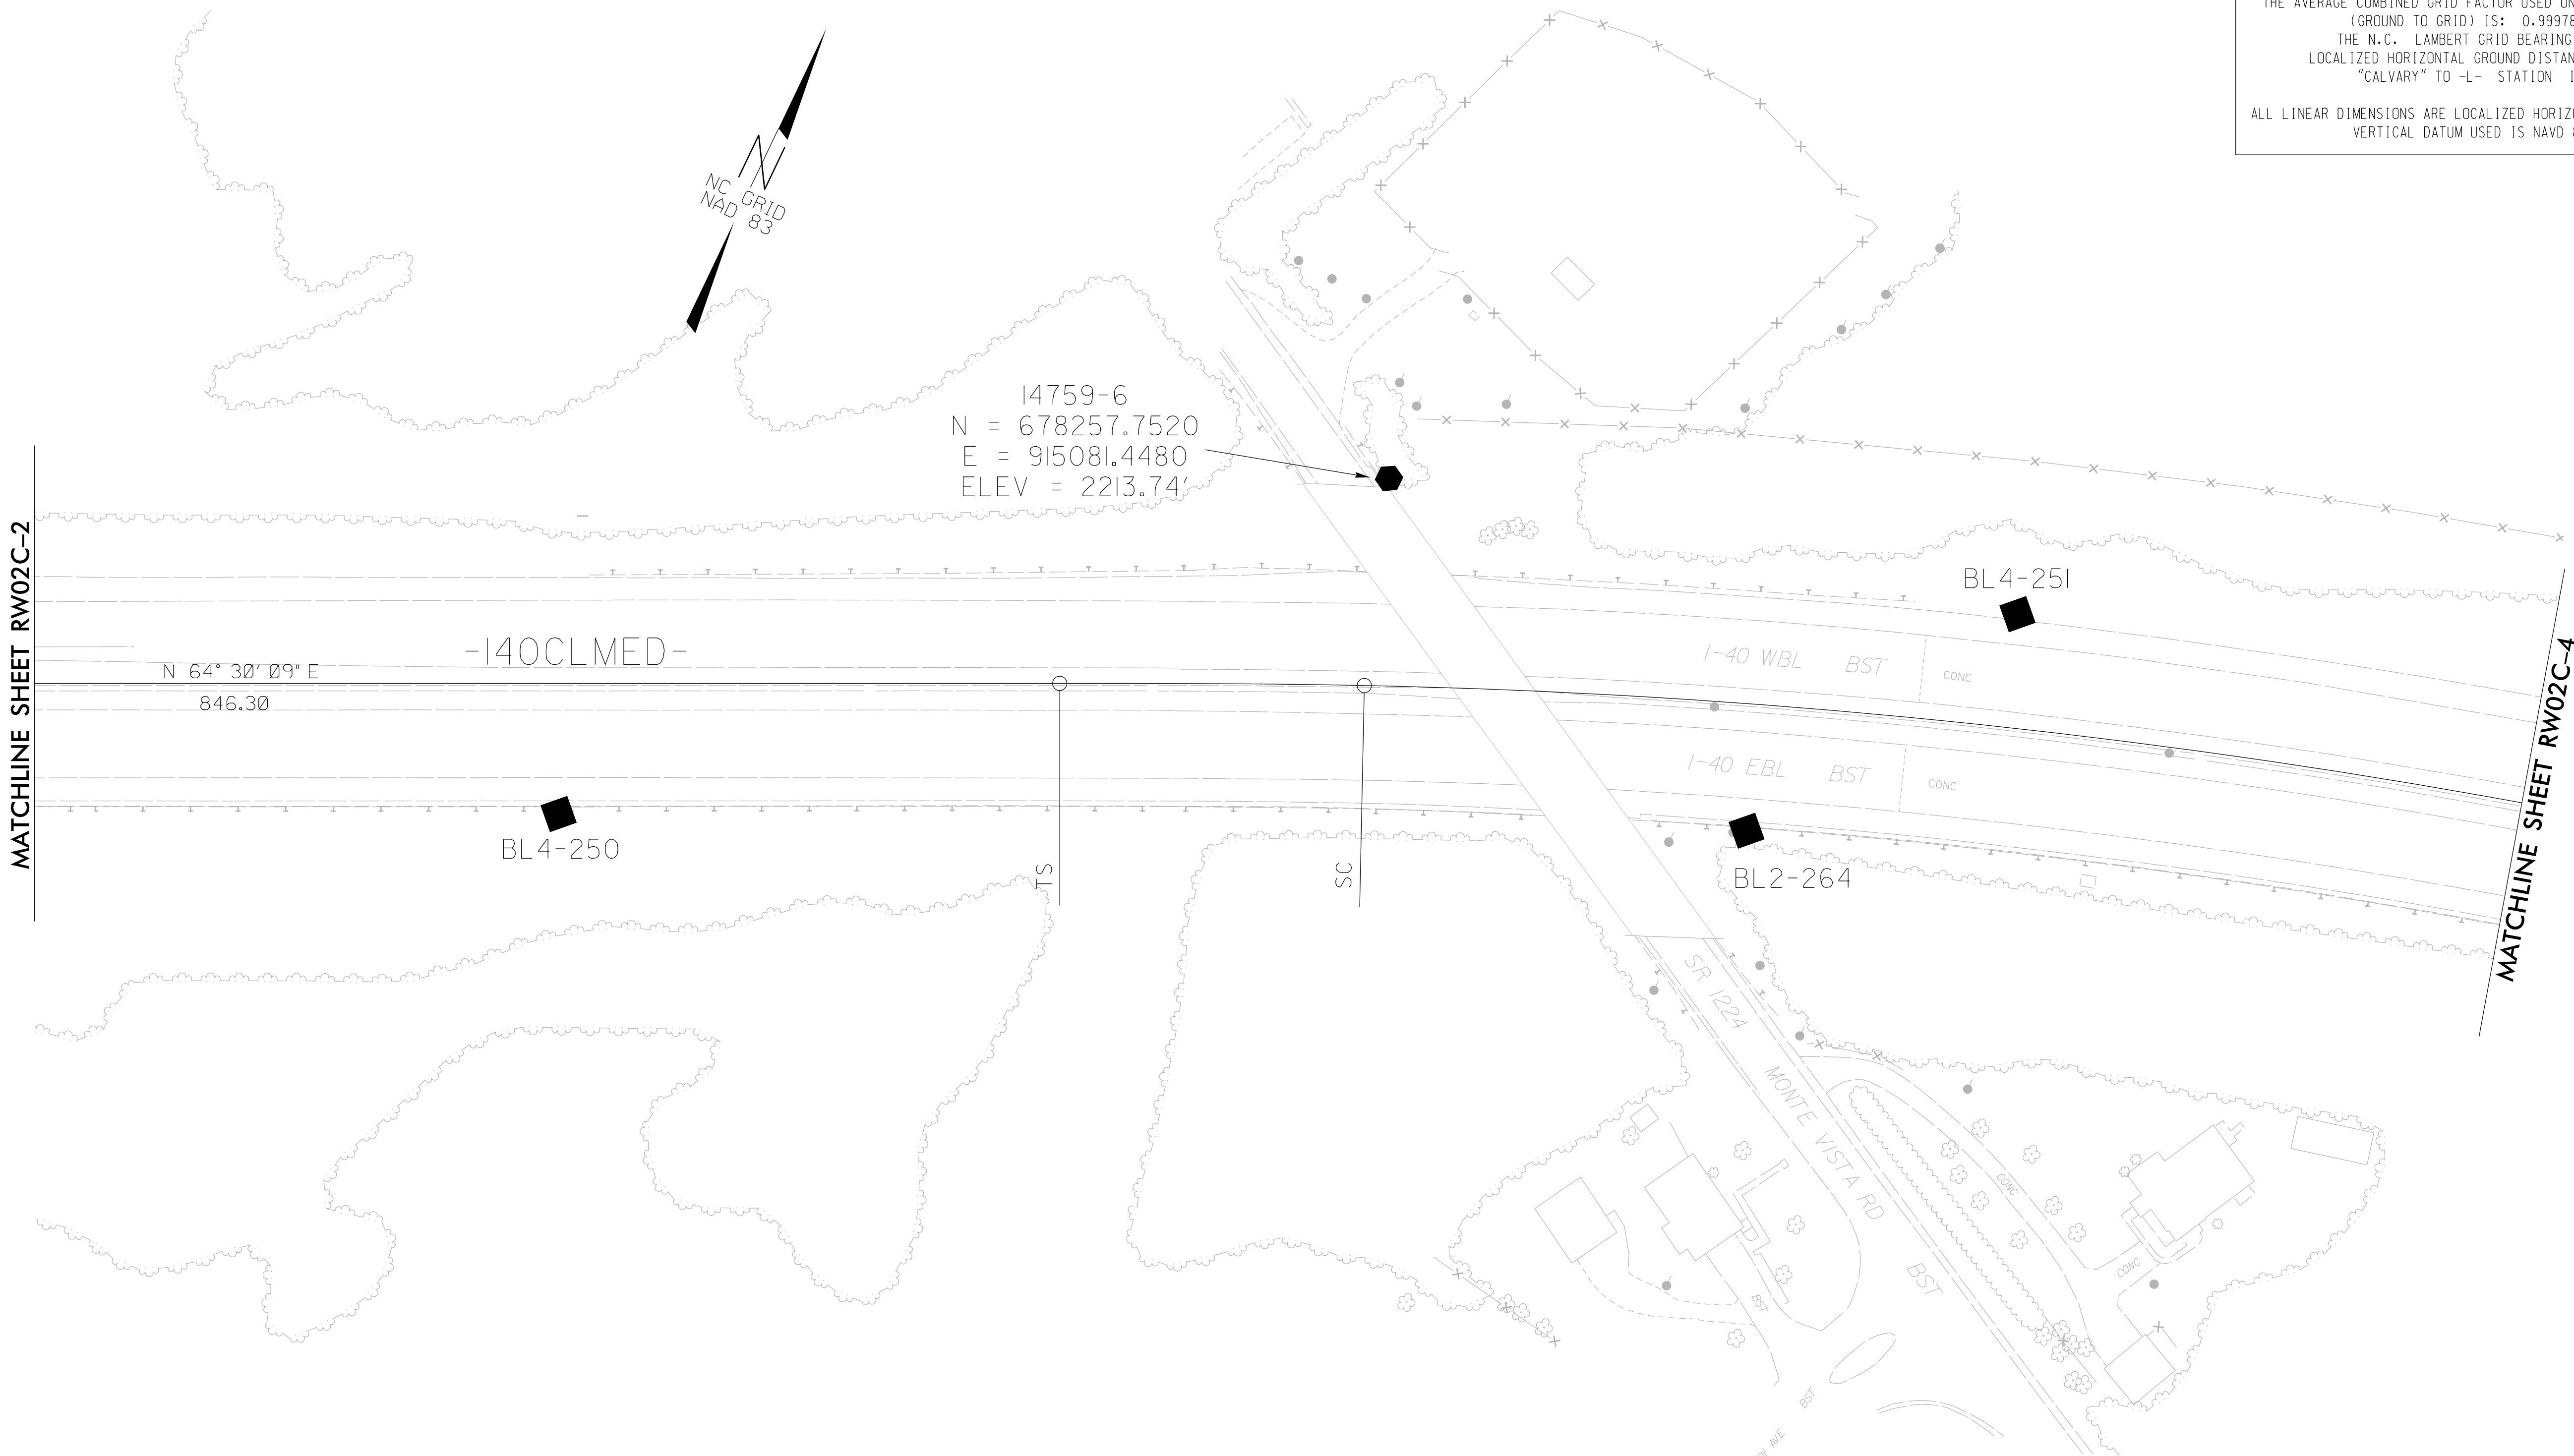 THE AVERAGE COMBINED GRID FACTOR USED
(GROUND TO GRID) IS: 0.9997
THE N.C. LAMBERT GRID BEARING
LOCALIZED HORIZONTAL GROUND
"CALVARY" TO -L- STATION
ALL LINEAR DIMENSIONS ARE LOCALIZED
VERTICAL DATUM USED IS NAVD
N
NC GRID
NAD 83
14759-6
N = 678257.7520
E = 915081.4480
ELEV = 2213.74'
MATCHLINE SHEET RW02C-2
BL4-251
-I40CLMED-
I-40 WBL BST
CONC
MATCHLINE SHEET RW02C-4
N 64° 30' 09" E
846.30
I-40 EBL BST
CONC
BL4-250
TS
SC
BL2-264
SR 1224
MONTE VISTA RD
BST
CONC
CONC
BST
BST
AVE